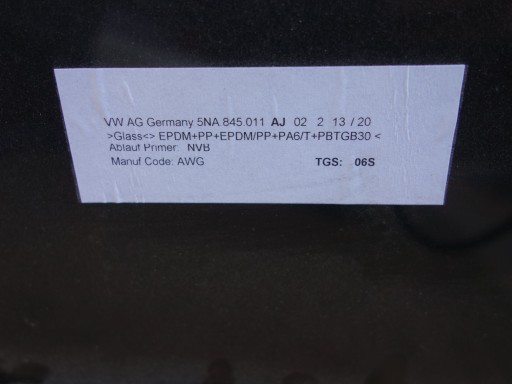 VW AG Germany 5NA 845 011 AJ 02 2 13 / 20
>Glass<> EPDM+PP+EPDM/PP+PA6/T+PBTGB30 <
Ablauf Primer: NVB
Manuf Code: AWG TGS: 06S